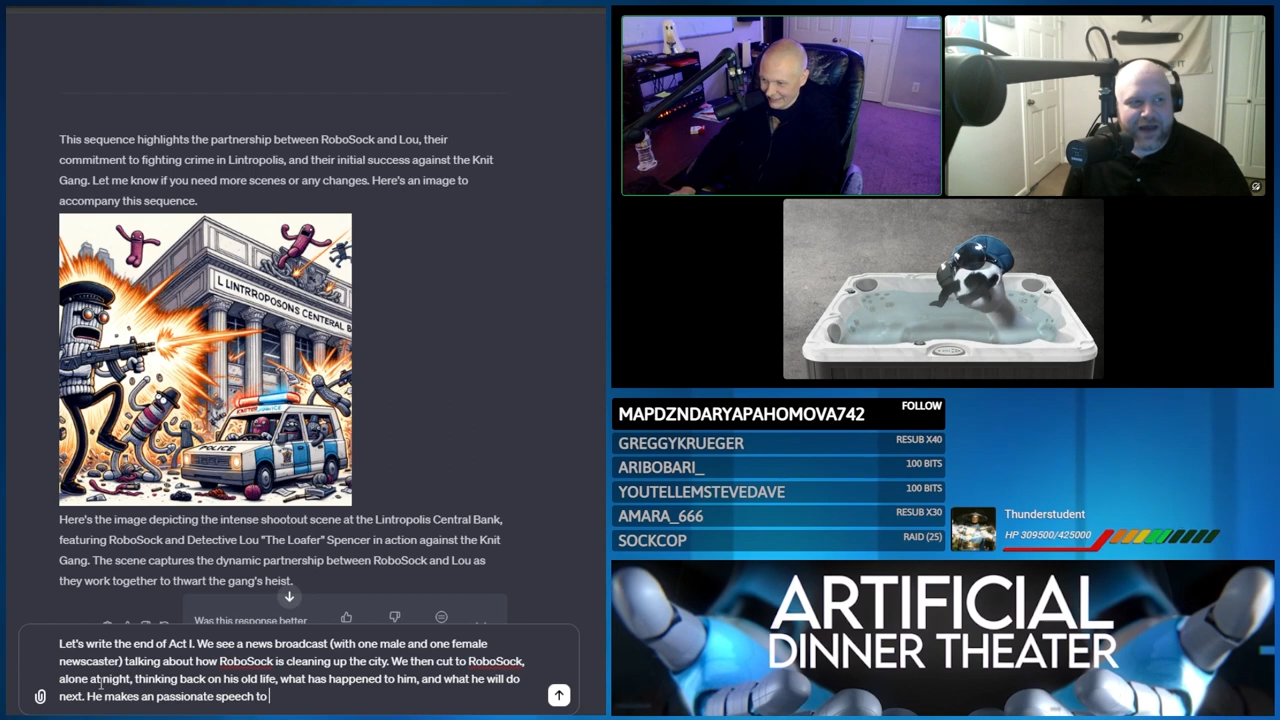 This sequence highlights the partnership between RoboSock and Lou, their
commitment to fighting crime in Lintropolis, and their initial success against the Knit
Gang. Let me know if you need more scenes or any changes. Here's an image to
accompany this sequence.
L LINTRROPOSONS CENTERAL B
POLICE
Here's the image depicting the intense shootout scene at the Lintropolis Central Bank,
featuring RoboSock and Detective Lou "The Loafer" Spencer in action against the Knit
Gang. The scene captures the dynamic partnership between RoboSock and Lou as
they work together to thwart the gang's heist.
Was this response better
Let's write the end of Act I. We see a news broadcast (with one male and one female
newscaster) talking about how RoboSock is cleaning up the city. We then cut to RoboSock,
alone at night, thinking back on his old life, what has happened to him, and what he will do
next. He makes an passionate speech to
MAPDZNDARYAPAHOMOVA742 FOLLOW
GREGGYKRUEGER RESUB X40
ARIBOBARI_ 100 BITS
YOUTELLEMSTEVEDAVE 100 BITS
AMARA_666 RESUB X30
SOCKCOP RAID (25)
Thunderstudent
HP 309500/425000
ARTIFICIAL
DINNER THEATER